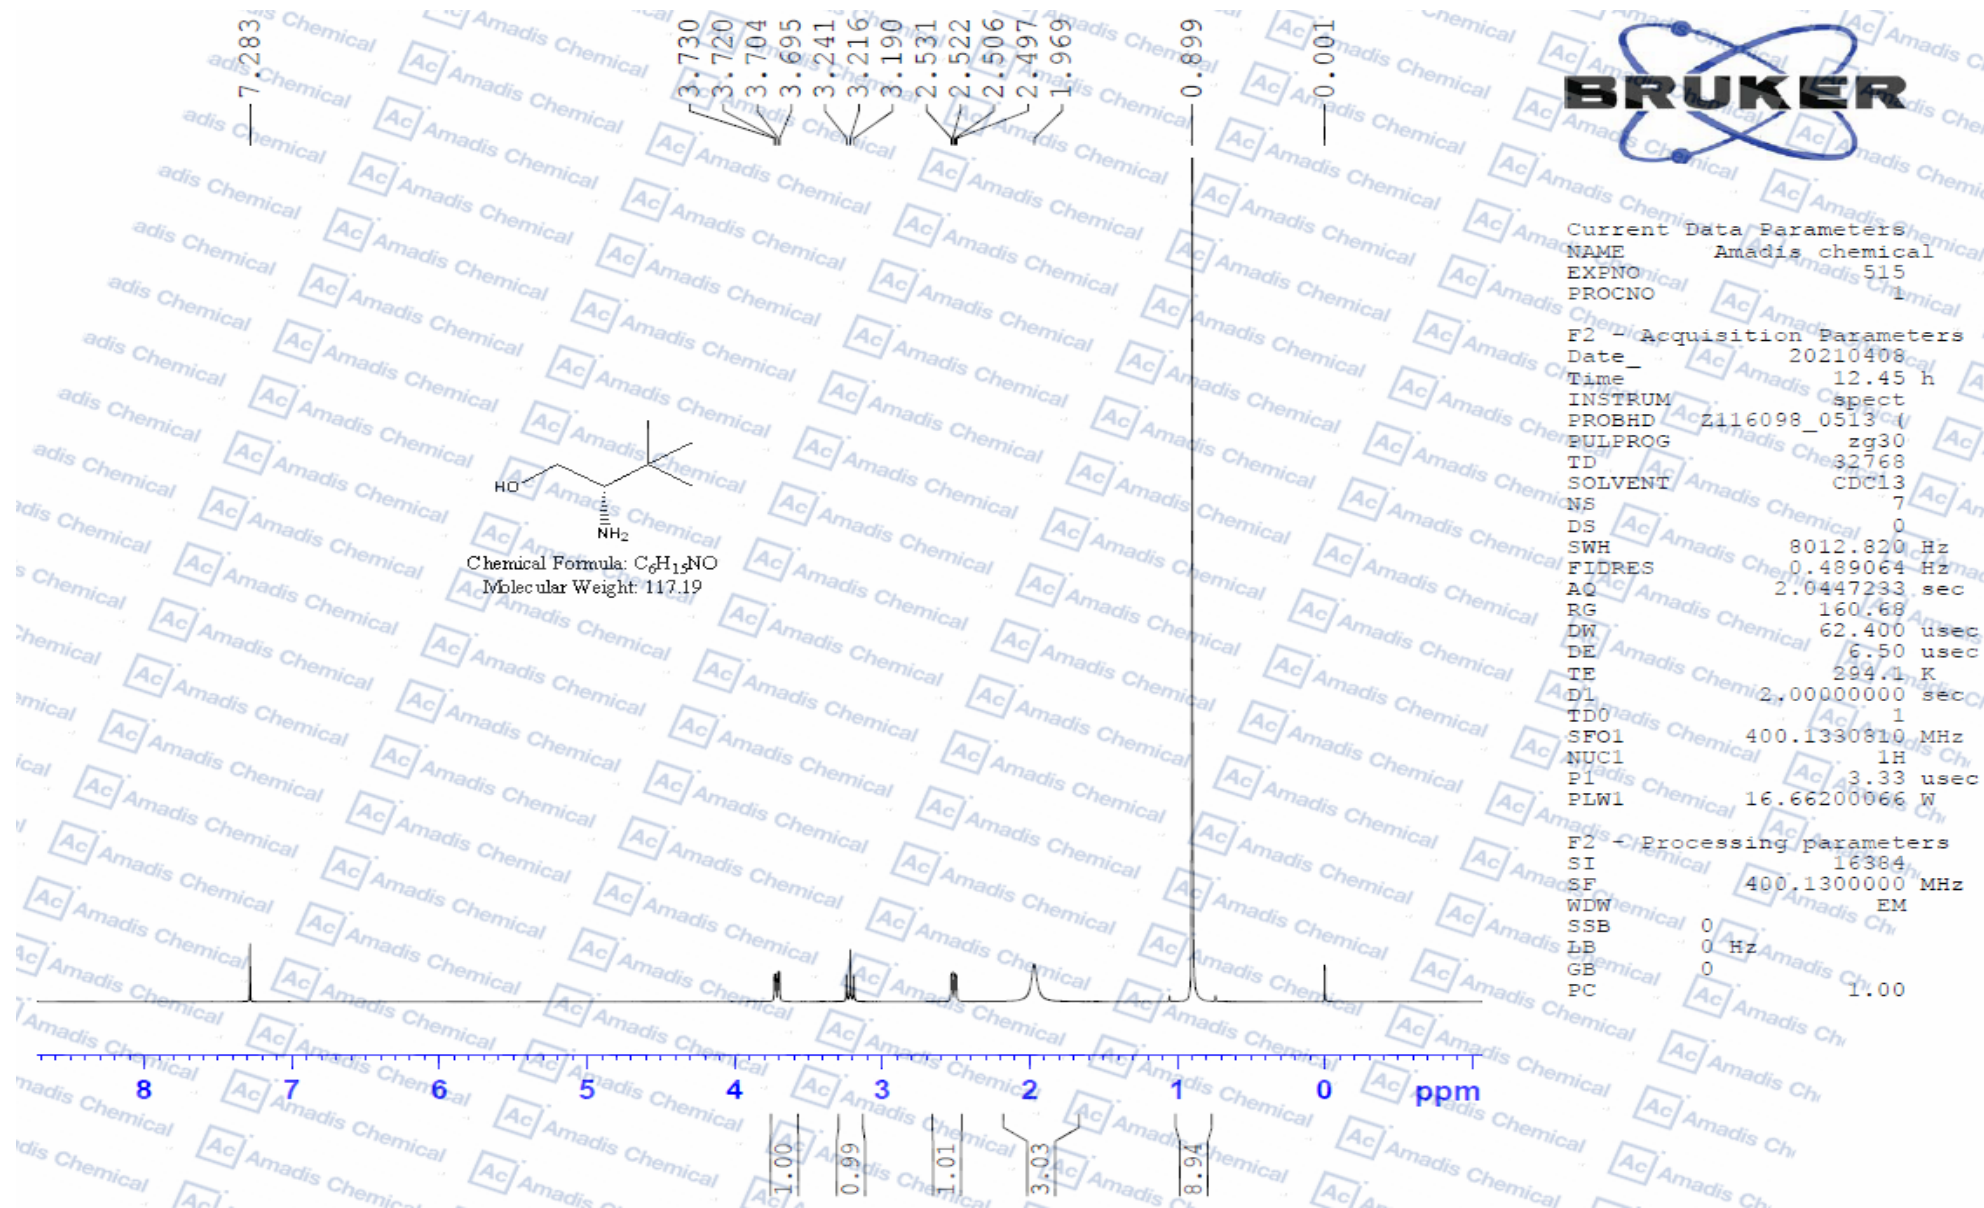 7.283
3.730
3.720
3.704
3.695
3.241
3.216
3.190
2.531
2.522
2.506
2.497
1.969
0.899
0.001
BRUKER
Current Data Parameters
NAME Amadis chemical
EXPNO 515
PROCNO 1
F2 - Acquisition Parameters
Date_ 20210408
Time 12.45 h
INSTRUM spect
PROBHD Z116098_0513 (
PULPROG zg30
TD 32768
SOLVENT CDCl3
NS 7
DS 0
SWH 8012.820 Hz
FIDRES 0.489064 Hz
AQ 2.0447233 sec
RG 160.68
DW 62.400 usec
DE 6.50 usec
TE 294.1 K
D1 2.00000000 sec
TD0 1
SFO1 400.1330810 MHz
NUC1 1H
P1 3.33 usec
PLW1 16.66200066 W
F2 - Processing parameters
SI 16384
SF 400.1300000 MHz
WDW EM
SSB 0
LB 0 Hz
GB 0
PC 1.00
HO
NH2
Chemical Formula: C6H15NO
Molecular Weight: 117.19
8 7 6 5 4 3 2 1 0 ppm
1.00
0.99
1.01
3.03
8.94
Ac Amadis Chemical